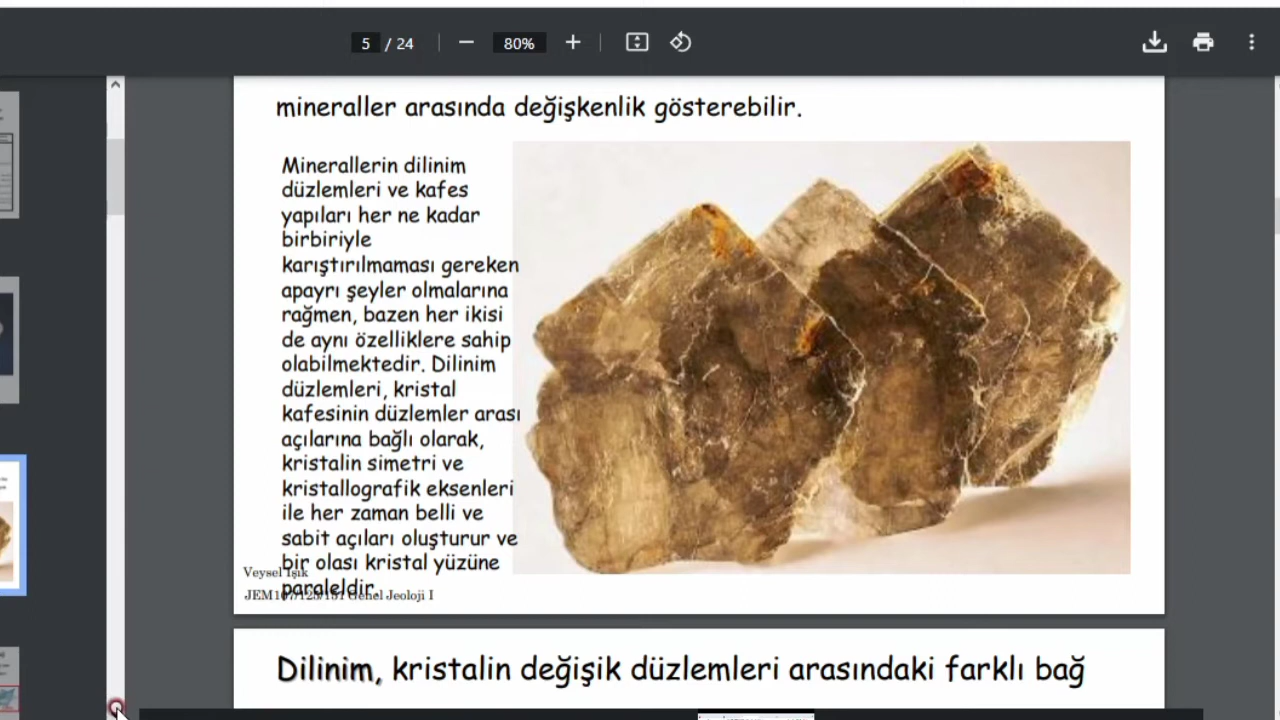 5 / 24
80%
mineraller arasında değişkenlik gösterebilir.
Minerallerin dilinim
düzlemleri ve kafes
yapıları her ne kadar
birbiriyle
karıştırılmaması gereken
apayrı şeyler olmalarına
rağmen, bazen her ikisi
de aynı özelliklere sahip
olabilmektedir. Dilinim
düzlemleri, kristal
kafesinin düzlemler arası
açılarına bağlı olarak,
kristalin simetri ve
kristallografik eksenleri
ile her zaman belli ve
sabit açıları oluşturur ve
bir olası kristal yüzüne
paraleldir.
Veysel Işık
Genel Jeoloji I
Dilinim, kristalin değişik düzlemleri arasındaki farklı bağ